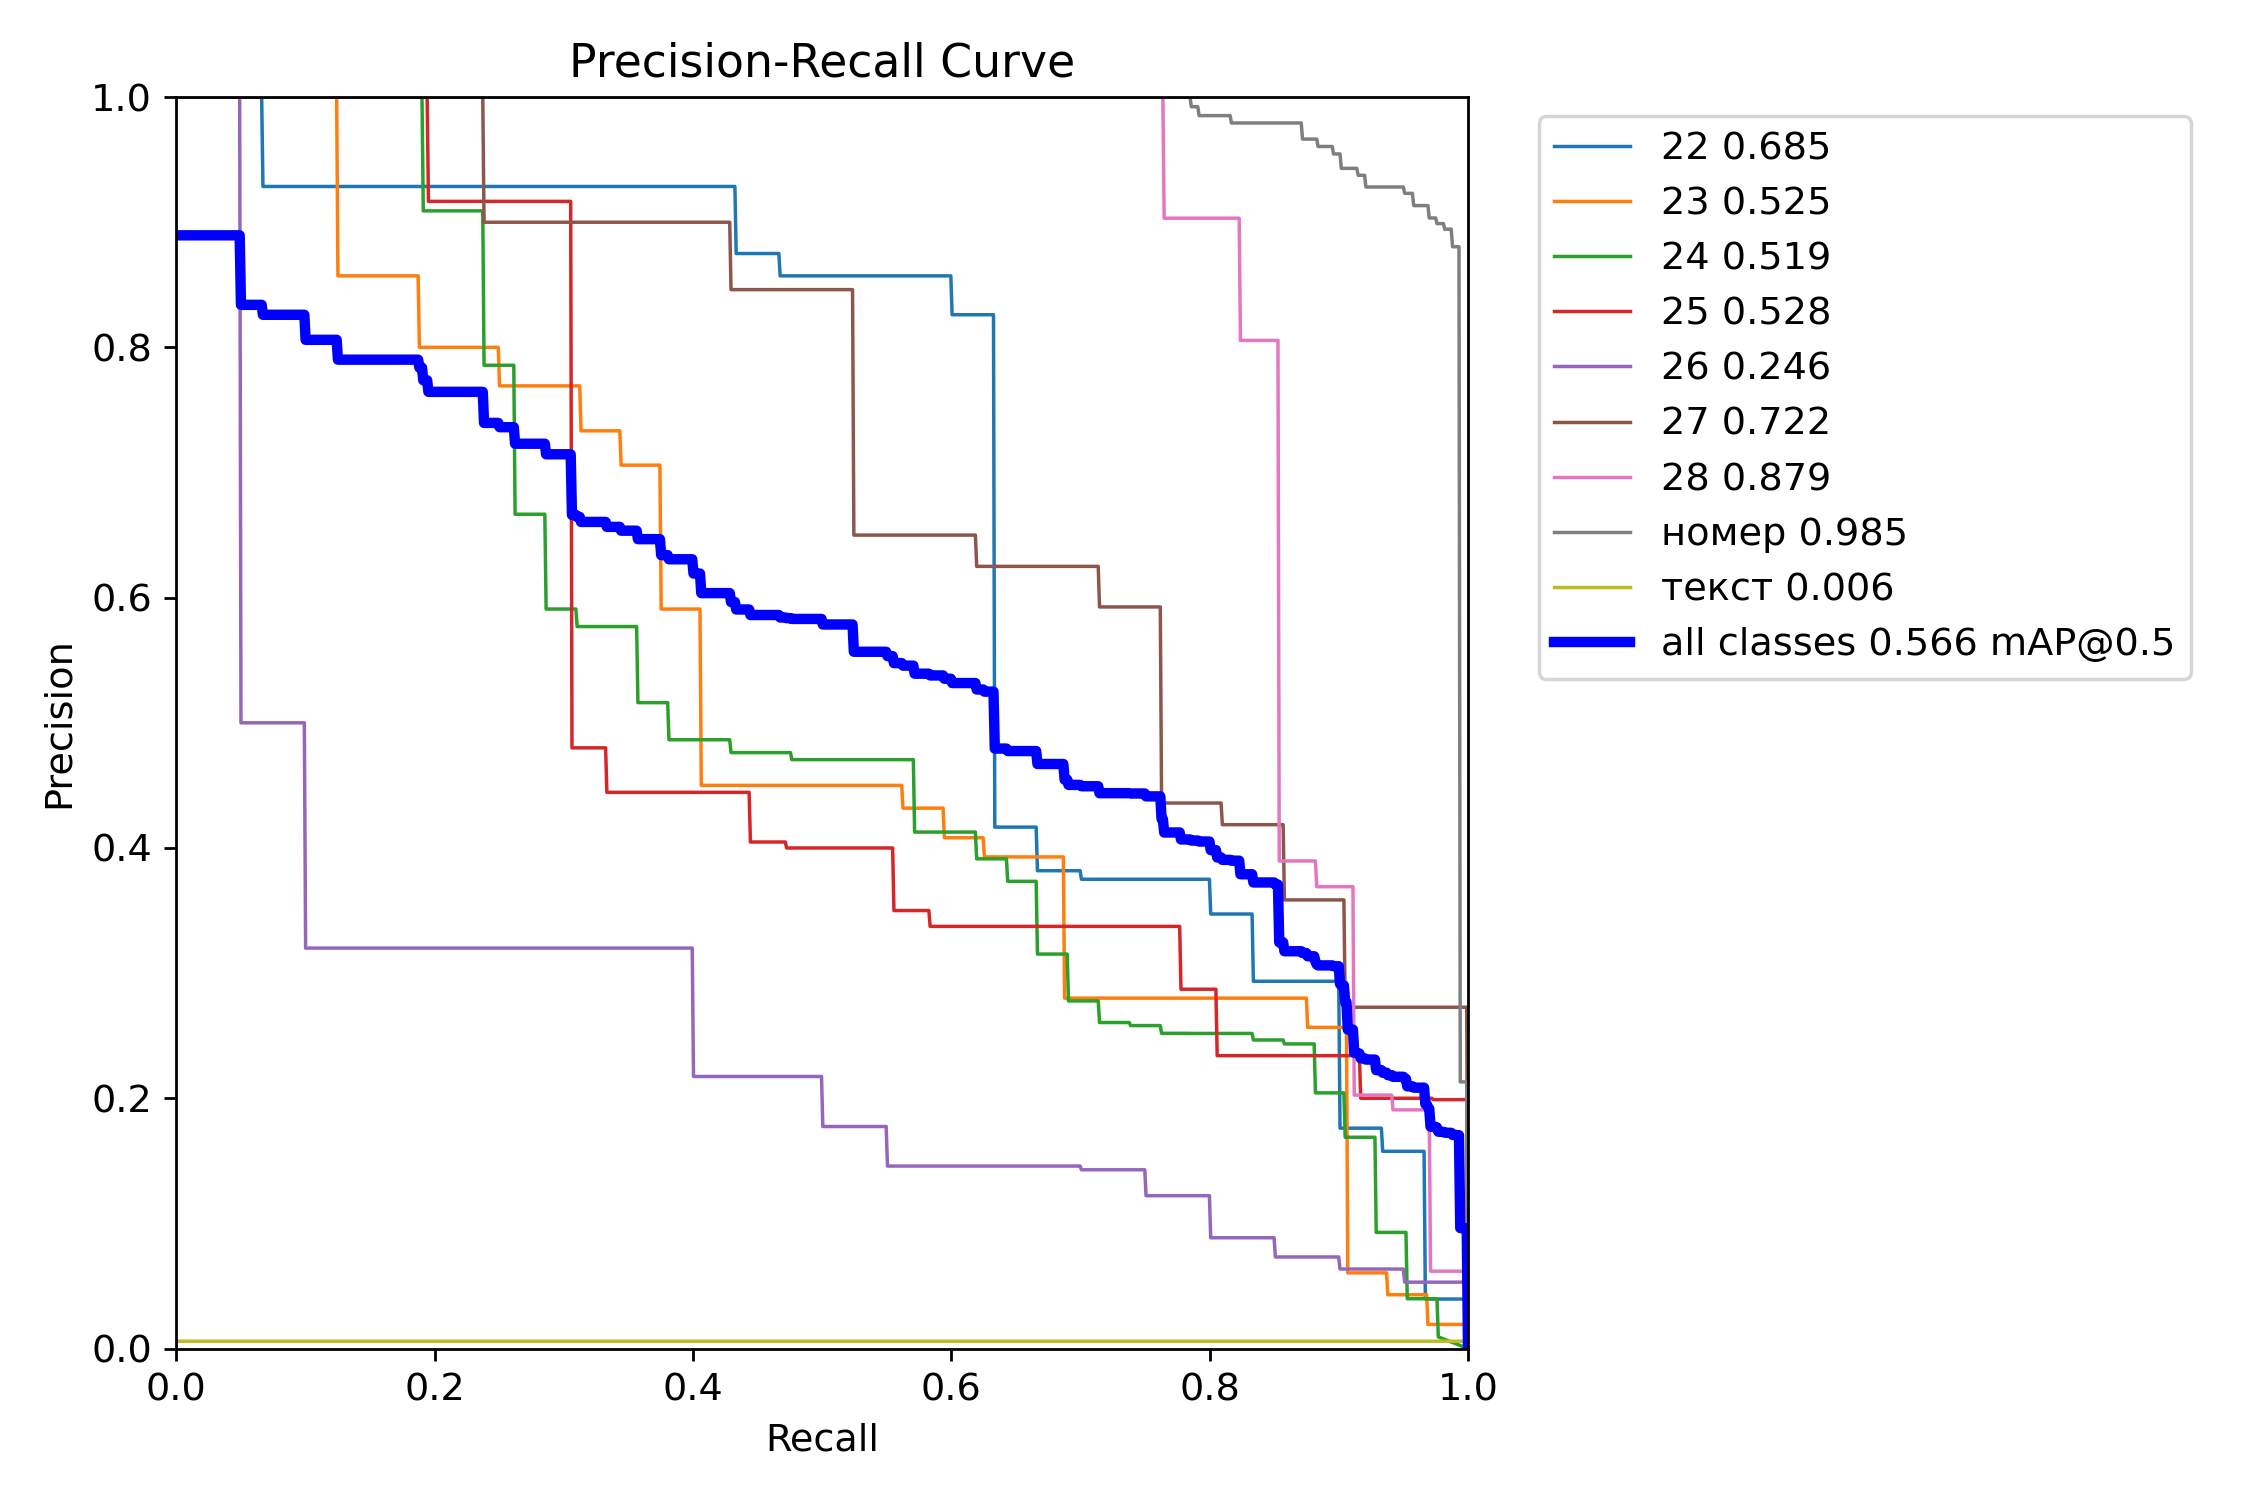 Precision-Recall Curve
1.0
0.8
0.6
0.4
0.2
0.0
Precision
0.0 0.2 0.4 0.6 0.8 1.0
Recall
22 0.685
23 0.525
24 0.519
25 0.528
26 0.246
27 0.722
28 0.879
номер 0.985
текст 0.006
all classes 0.566 mAP@0.5